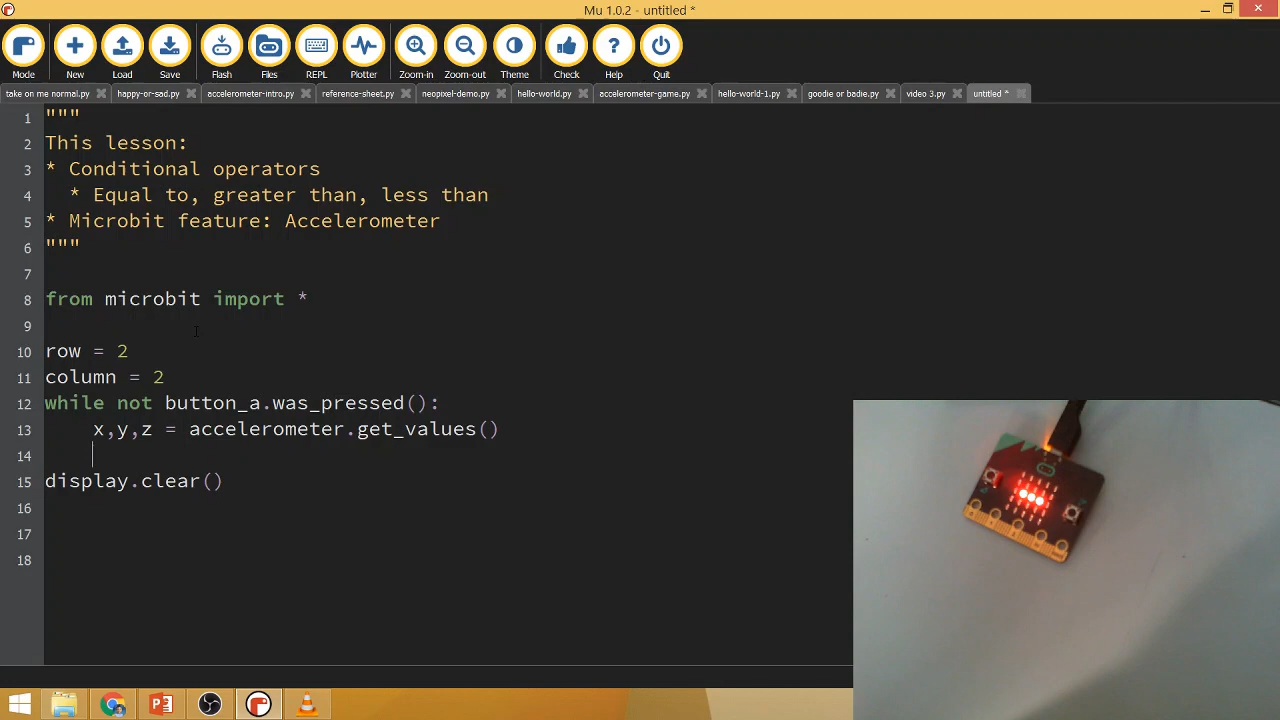 Mu 1.0.2 - untitled *
Mode New Load Save Flash Files REPL Plotter Zoom-in Zoom-out Theme Check Help Quit
take on me normal.py happy-or-sad.py accelerometer-intro.py reference-sheet.py neopixel-demo.py hello-world.py accelerometer-game.py hello-world-1.py goodie or badie.py video 3.py untitled *
1 """
2 This lesson:
3 * Conditional operators
4 * Equal to, greater than, less than
5 * Microbit feature: Accelerometer
6 """
7
8 from microbit import *
9
10 row = 2
11 column = 2
12 while not button_a.was_pressed():
13 x,y,z = accelerometer.get_values()
14
15 display.clear()
16
17
18